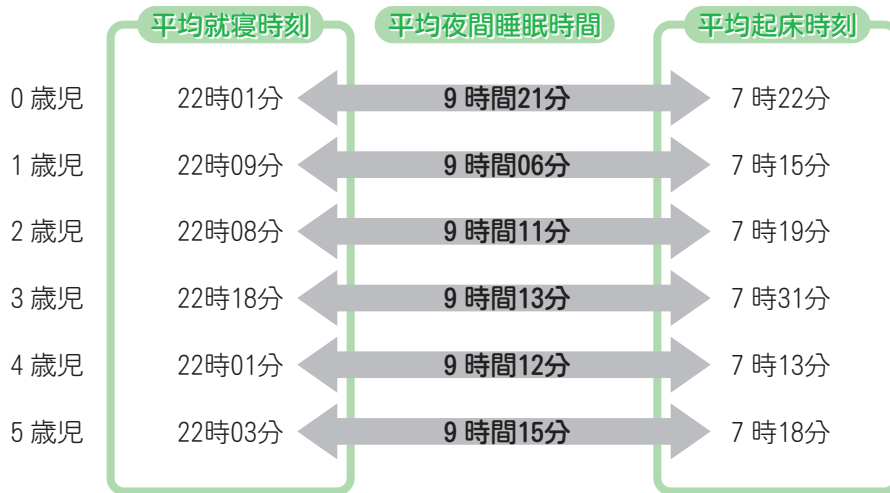 平均就寝時刻 平均夜間睡眠時間 平均起床時刻
0歳児 22時01分 9時間21分 7時22分
1歳児 22時09分 9時間06分 7時15分
2歳児 22時08分 9時間11分 7時19分
3歳児 22時18分 9時間13分 7時31分
4歳児 22時01分 9時間12分 7時13分
5歳児 22時03分 9時間15分 7時18分